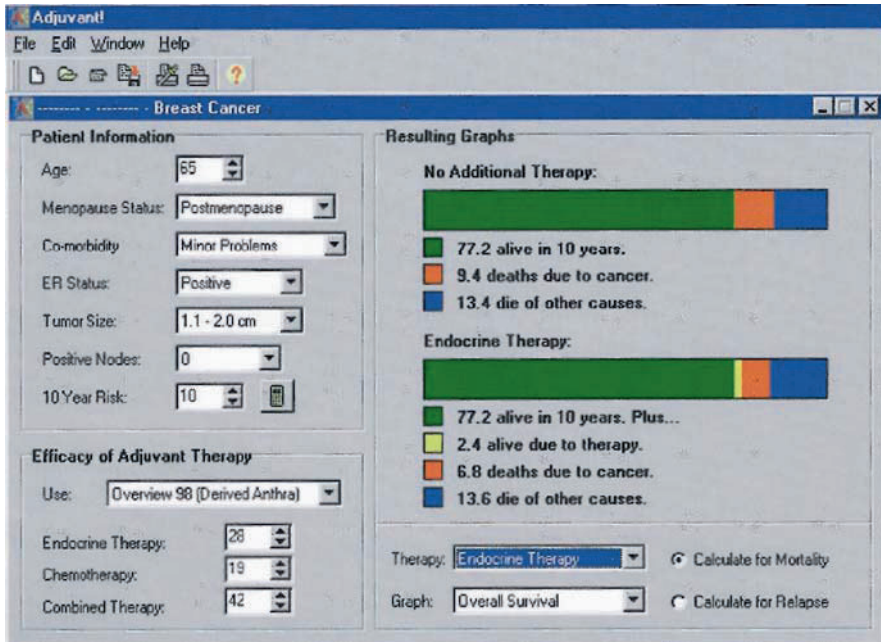 Adjuvant!
File Edit Window Help
-------- - -------- - Breast Cancer
Patient Information
Age: 65
Menopause Status: Postmenopause
Co-morbidity Minor Problems
ER Status: Positive
Tumor Size: 1.1 - 2.0 cm
Positive Nodes: 0
10 Year Risk: 10
Efficacy of Adjuvant Therapy
Use: Overview 98 (Derived Anthra)
Endocrine Therapy: 28
Chemotherapy: 19
Combined Therapy: 42
Resulting Graphs
No Additional Therapy:
77.2 alive in 10 years.
9.4 deaths due to cancer.
13.4 die of other causes.
Endocrine Therapy:
77.2 alive in 10 years. Plus...
2.4 alive due to therapy.
6.8 deaths due to cancer.
13.6 die of other causes.
Therapy: Endocrine Therapy Calculate for Mortality
Graph: Overall Survival Calculate for Relapse